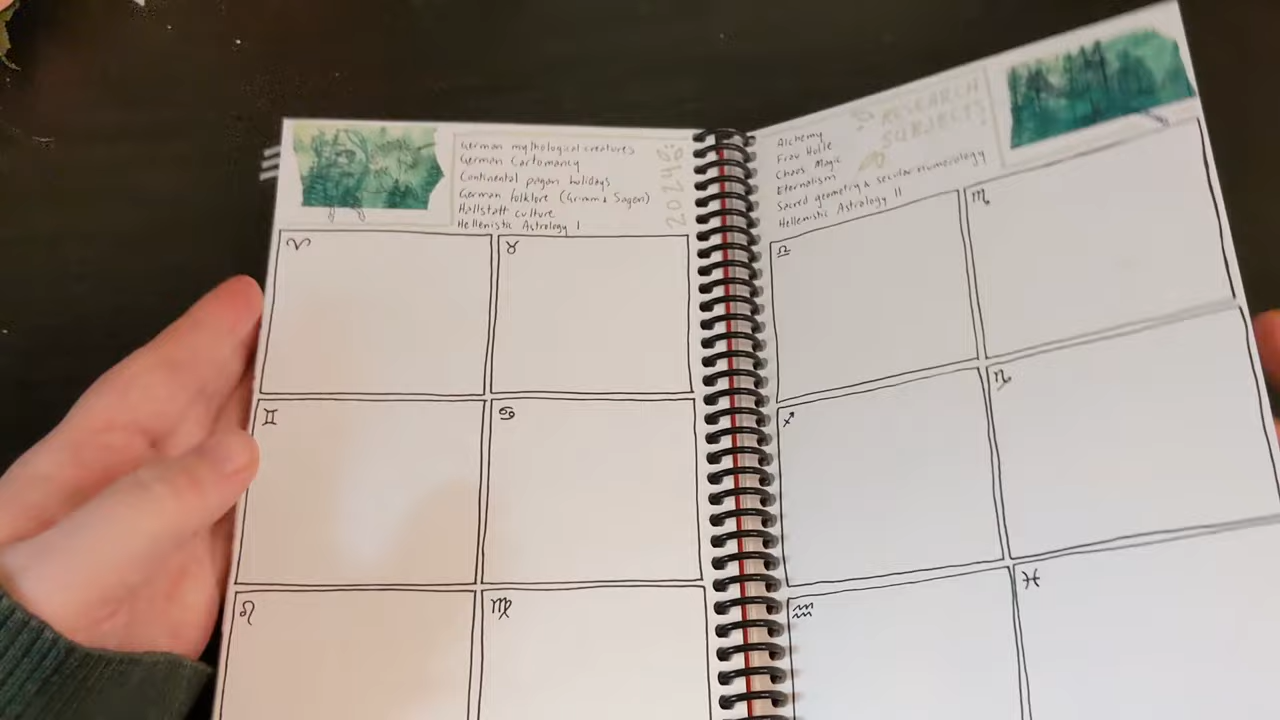 German mythological creatures
German Cartomancy
Continental pagan holidays
German folklore (Grimm & Sagen)
Hallstatt culture
Hellenistic Astrology I
2024
♈
♉
♊
♋
♌
♍
RESEARCH
SUBJECTS
Alchemy
Frau Holle
Chaos Magic
Eternalism
Sacred geometry & secular numerology
Hellenistic Astrology II
♎
♏
♐
♑
♒
♓